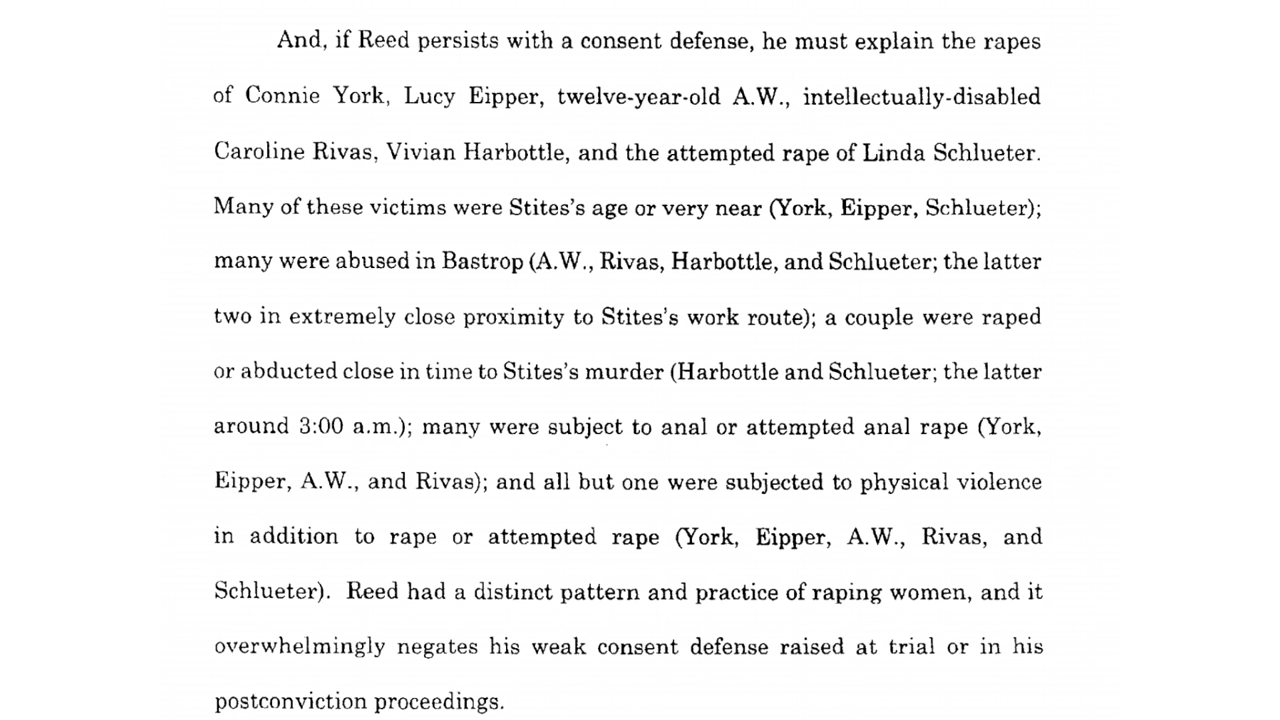 And, if Reed persists with a consent defense, he must explain the rapes
of Connie York, Lucy Eipper, twelve-year-old A.W., intellectually-disabled
Caroline Rivas, Vivian Harbottle, and the attempted rape of Linda Schlueter.
Many of these victims were Stites's age or very near (York, Eipper, Schlueter);
many were abused in Bastrop (A.W., Rivas, Harbottle, and Schlueter; the latter
two in extremely close proximity to Stites's work route); a couple were raped
or abducted close in time to Stites's murder (Harbottle and Schlueter; the latter
around 3:00 a.m.); many were subject to anal or attempted anal rape (York,
Eipper, A.W., and Rivas); and all but one were subjected to physical violence
in addition to rape or attempted rape (York, Eipper, A.W., Rivas, and
Schlueter). Reed had a distinct pattern and practice of raping women, and it
overwhelmingly negates his weak consent defense raised at trial or in his
postconviction proceedings.